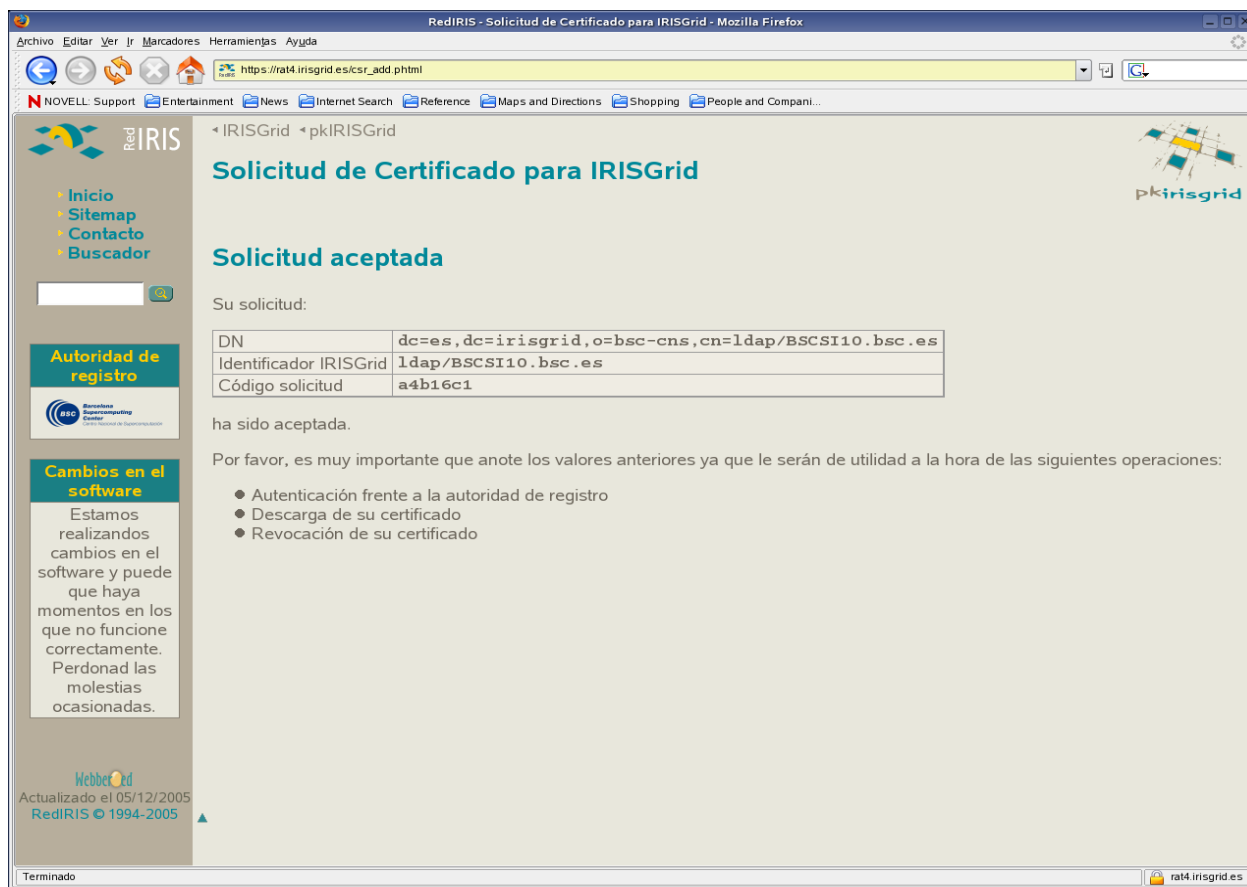 RedIRIS - Solicitud de Certificado para IRISGrid - Mozilla Firefox
Archivo Editar Ver Ir Marcadores Herramientas Ayuda
https://rat4.irisgrid.es/csr_add.phtml
G
N NOVELL: Support Entertainment News Internet Search Reference Maps and Directions Shopping People and Compani...
RedIRIS
Inicio
Sitemap
Contacto
Buscador
Autoridad de
registro
BSC
Barcelona
Supercomputing
Center
Centro Nacional de Supercomputación
Cambios en el
software
Estamos
realizandos
cambios en el
software y puede
que haya
momentos en los
que no funcione
correctamente.
Perdonad las
molestias
ocasionadas.
Actualizado el 05/12/2005
RedIRIS © 1994-2005
IRISGrid pkIRISGrid
pkirisgrid
Solicitud de Certificado para IRISGrid
Solicitud aceptada
Su solicitud:
DN dc=es,dc=irisgrid,o=bsc-cns,cn=ldap/BSCSI10.bsc.es
Identificador IRISGrid ldap/BSCSI10.bsc.es
Código solicitud a4b16c1
ha sido aceptada.
Por favor, es muy importante que anote los valores anteriores ya que le serán de utilidad a la hora de las siguientes operaciones:
Autenticación frente a la autoridad de registro
Descarga de su certificado
Revocación de su certificado
Terminado
rat4.irisgrid.es